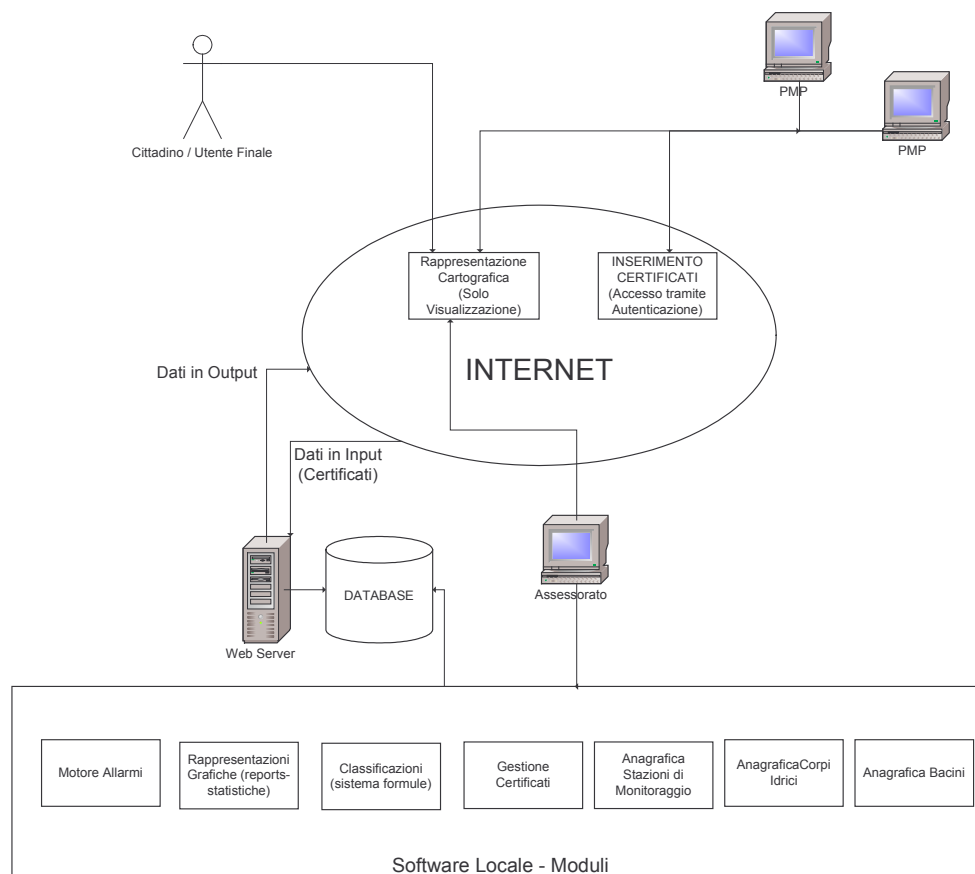 PMP
PMP
Cittadino / Utente Finale
Rappresentazione
Cartografica
(Solo
Visualizzazione)
INSERIMENTO
CERTIFICATI
(Accesso tramite
Autenticazione)
INTERNET
Dati in Output
Dati in Input
(Certificati)
DATABASE
Assessorato
Web Server
Motore Allarmi
Rappresentazioni
Grafiche (reports-
statistiche)
Classificazioni
(sistema formule)
Gestione
Certificati
Anagrafica
Stazioni di
Monitoraggio
AnagraficaCorpi
Idrici
Anagrafica Bacini
Software Locale - Moduli